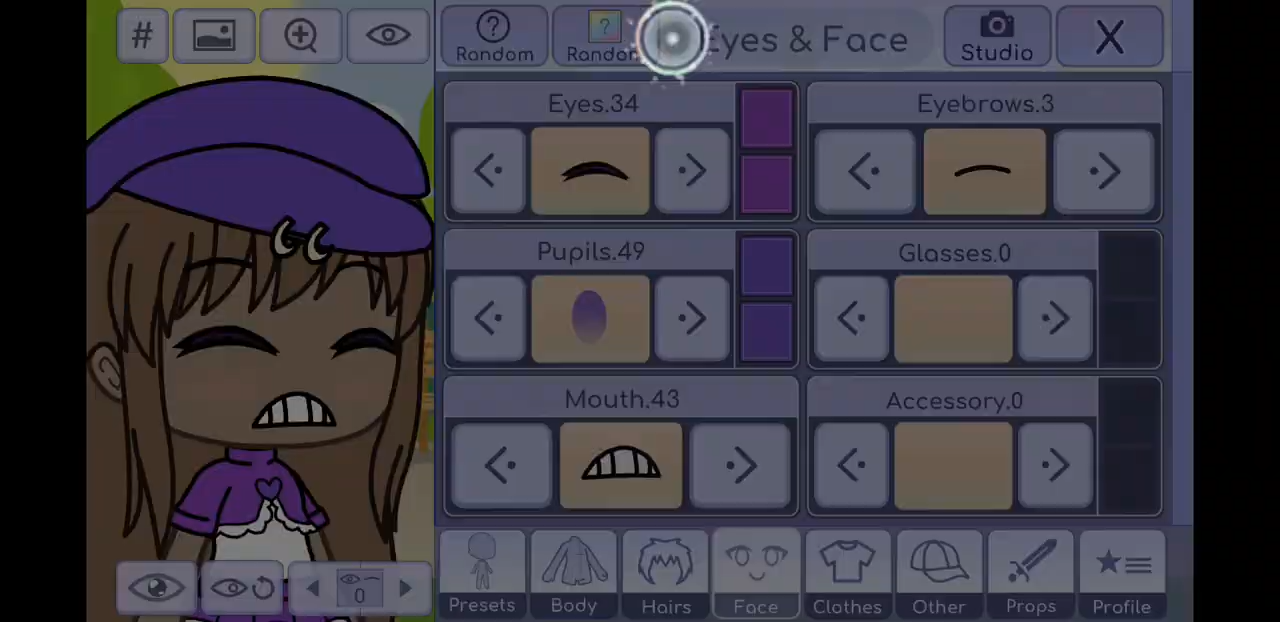 #
?
Random
?
Random
Eyes & Face
Studio
X
Eyes.34
Eyebrows.3
Pupils.49
Glasses.0
Mouth.43
Accessory.0
0
Presets
Body
Hairs
Face
Clothes
Other
Props
Profile